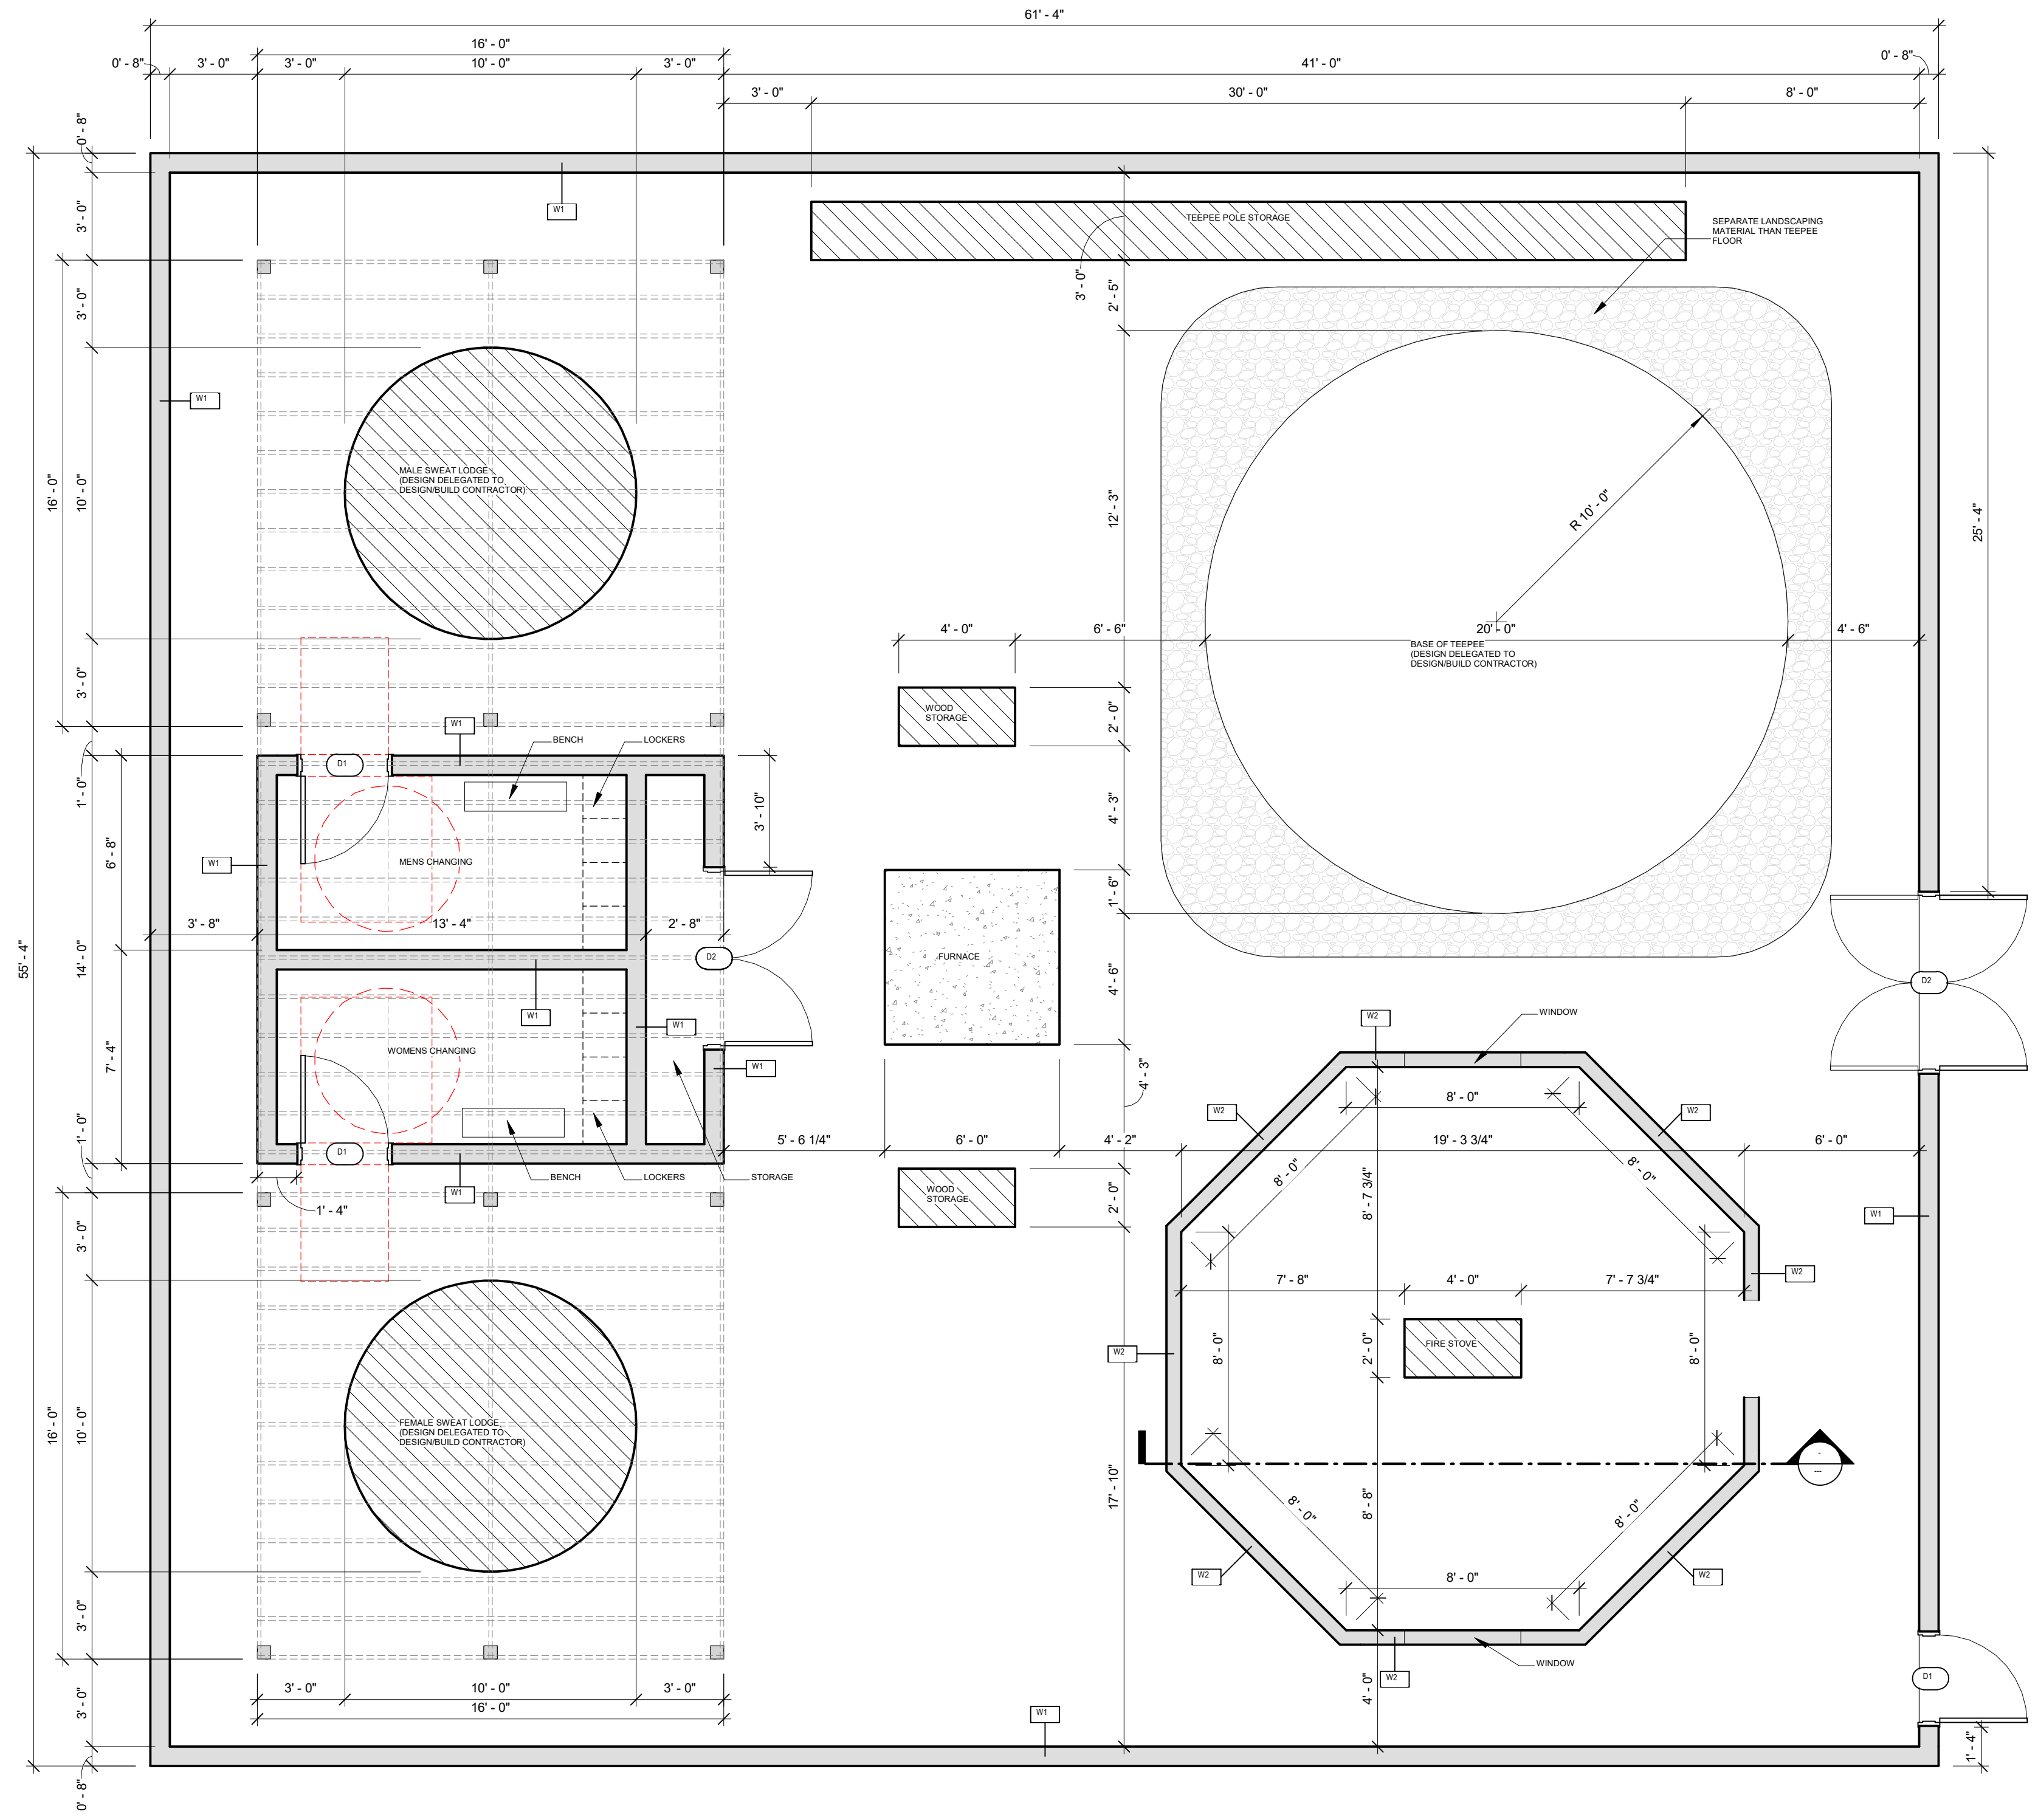 61' - 4"
16' - 0"
0' - 8"
3' - 0"
3' - 0"
10' - 0"
3' - 0"
41' - 0"
0' - 8"
3' - 0"
30' - 0"
8' - 0"
0' - 8"
W1
3' - 0"
TEEPEE POLE STORAGE
SEPARATE LANDSCAPING
MATERIAL THAN TEEPEE
FLOOR
3' - 0"
2' - 5"
3' - 0"
W1
16' - 0"
10' - 0"
MALE SWEAT LODGE
(DESIGN DELEGATED TO
DESIGN/BUILD CONTRACTOR)
12' - 3"
R 10' - 0"
25' - 4"
4' - 0"
6' - 6"
20' - 0"
4' - 6"
BASE OF TEEPEE
(DESIGN DELEGATED TO
DESIGN/BUILD CONTRACTOR)
3' - 0"
WOOD
STORAGE
2' - 0"
W1
BENCH
LOCKERS
D1
1' - 0"
3' - 10"
4' - 3"
6' - 8"
W1
MENS CHANGING
1' - 6"
3' - 8"
13' - 4"
2' - 8"
55' - 4"
14' - 0"
D2
FURNACE
4' - 6"
D2
W1
W1
W2
WINDOW
WOMENS CHANGING
7' - 4"
W1
4' - 3"
8' - 0"
W2
W2
1' - 0"
D1
5' - 6 1/4"
6' - 0"
4' - 2"
19' - 3 3/4"
6' - 0"
BENCH
LOCKERS
STORAGE
W1
1' - 4"
WOOD
STORAGE
2' - 0"
8' - 0"
8' - 7 3/4"
8' - 0"
W1
3' - 0"
7' - 8"
4' - 0"
7' - 7 3/4"
W2
W2
8' - 0"
2' - 0"
FIRE STOVE
8' - 0"
16' - 0"
10' - 0"
FEMALE SWEAT LODGE
(DESIGN DELEGATED TO
DESIGN/BUILD CONTRACTOR)
17' - 10"
8' - 0"
8' - 8"
8' - 0"
W2
8' - 0"
W2
3' - 0"
WINDOW
W2
4' - 0"
D1
3' - 0"
10' - 0"
3' - 0"
16' - 0"
3' - 0"
W1
1' - 4"
0' - 8"